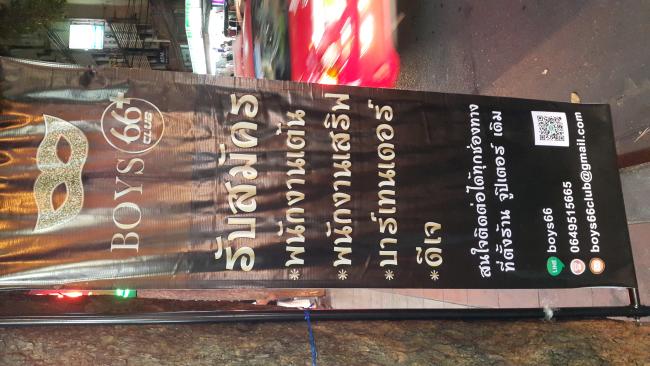 BOYS 66+
CLUB
รับสมัคร
*พนักงานเต้น
*พนักงานเสริฟ
*บาร์เทนเดอร์
*ดีเจ
สนใจติดต่อได้ทุกช่องทาง
ที่ตั้งร้าน จูปิเตอร์ เดิม
LINE boys66
0649515665
boys66club@gmail.com